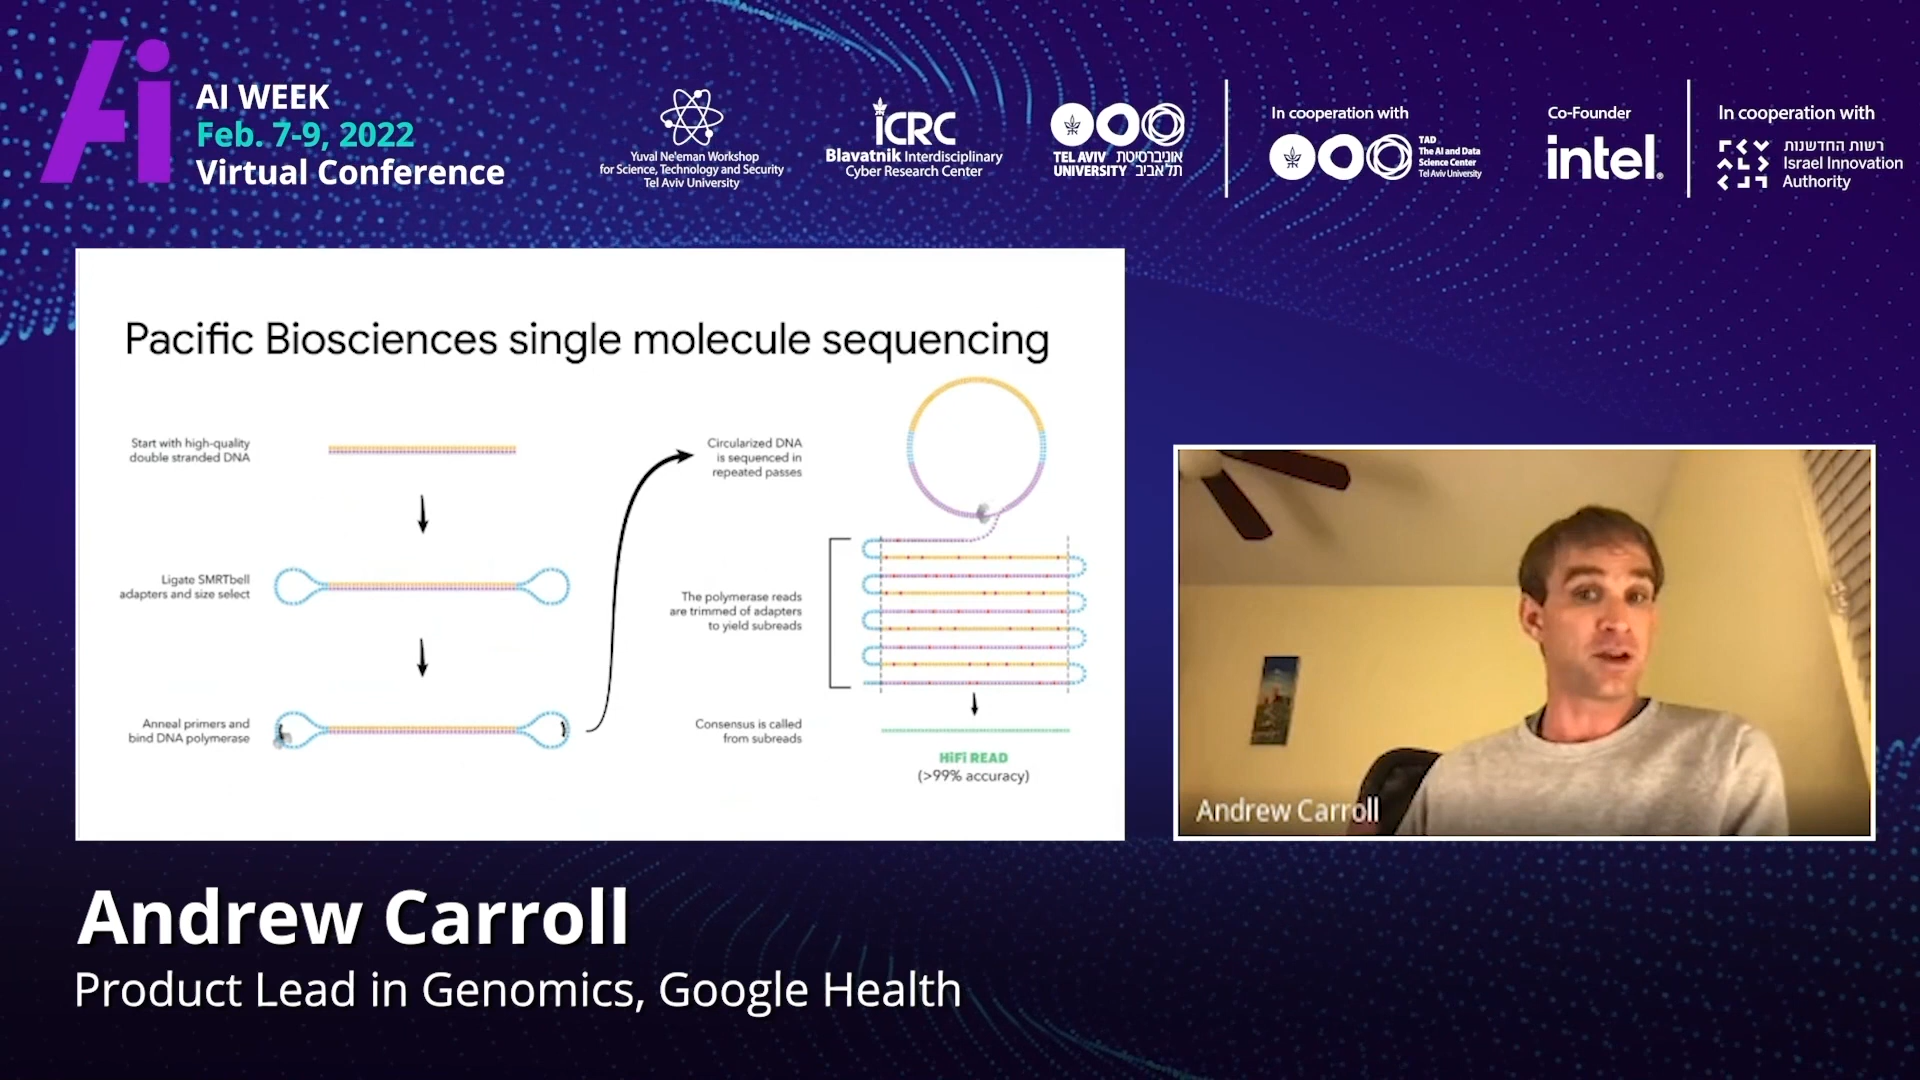 Ai
AI WEEK
Feb. 7-9, 2022
Virtual Conference
Yuval Ne'eman Workshop
for Science, Technology and Security
Tel Aviv University
iCRC
Blavatnik Interdisciplinary
Cyber Research Center
TEL AVIV אוניברסיטת
UNIVERSITY תל אביב
In cooperation with
TAD
The AI and Data
Science Center
Tel Aviv University
Co-Founder
intel.
In cooperation with
רשות החדשנות
Israel Innovation
Authority
Pacific Biosciences single molecule sequencing
Start with high-quality
double stranded DNA
Ligate SMRTbell
adapters and size select
Anneal primers and
bind DNA polymerase
Circularized DNA
is sequenced in
repeated passes
The polymerase reads
are trimmed of adapters
to yield subreads
Consensus is called
from subreads
HiFi READ
(>99% accuracy)
Andrew Carroll
Andrew Carroll
Product Lead in Genomics, Google Health